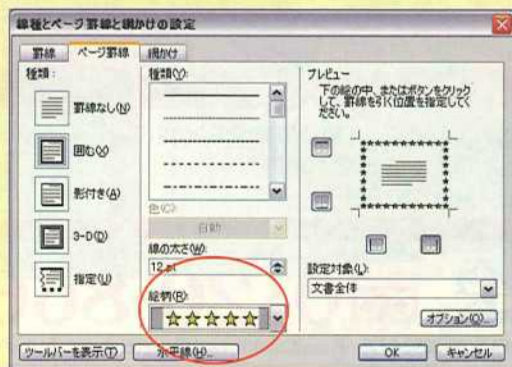 線種とページ罫線と網かけの設定
罫線
ページ罫線
網かけ
種類:
罫線なし(N)
囲む(X)
影付き(A)
3-D(D)
指定(U)
種類(Y):
色(C):
自動
線の太さ(W):
12 pt
絵柄(R):
プレビュー
下の絵の中、またはボタンをクリック
して、罫線を引く位置を指定してく
ださい。
設定対象(L):
文書全体
オプション(O)...
ツールバーを表示(T)
水平線(H)...
OK
キャンセル